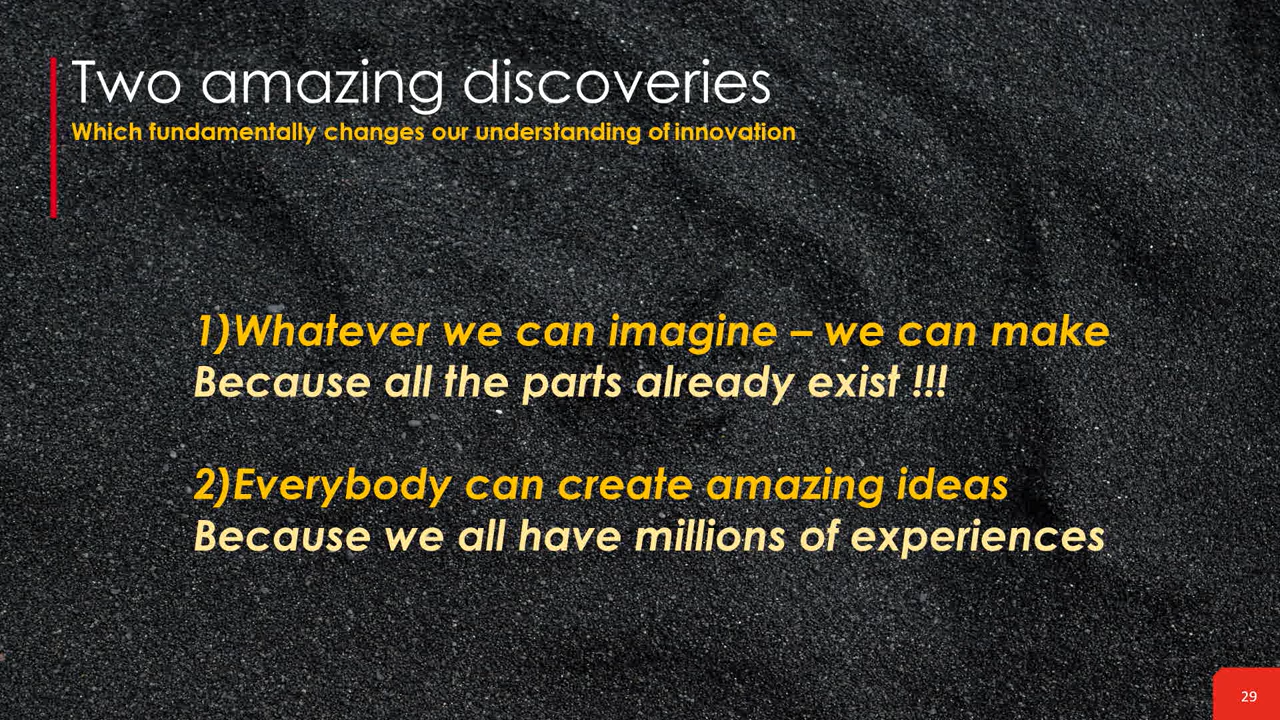 Two amazing discoveries
Which fundamentally changes our understanding of innovation
1)Whatever we can imagine – we can make
Because all the parts already exist !!!
2)Everybody can create amazing ideas
Because we all have millions of experiences
29